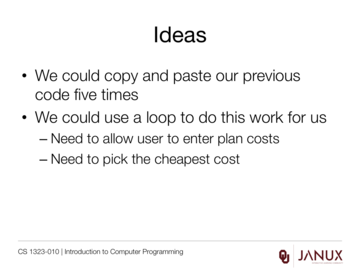 Ideas
• We could copy and paste our previous
code five times
• We could use a loop to do this work for us
– Need to allow user to enter plan costs
– Need to pick the cheapest cost
CS 1323-010 | Introduction to Computer Programming
JANUX